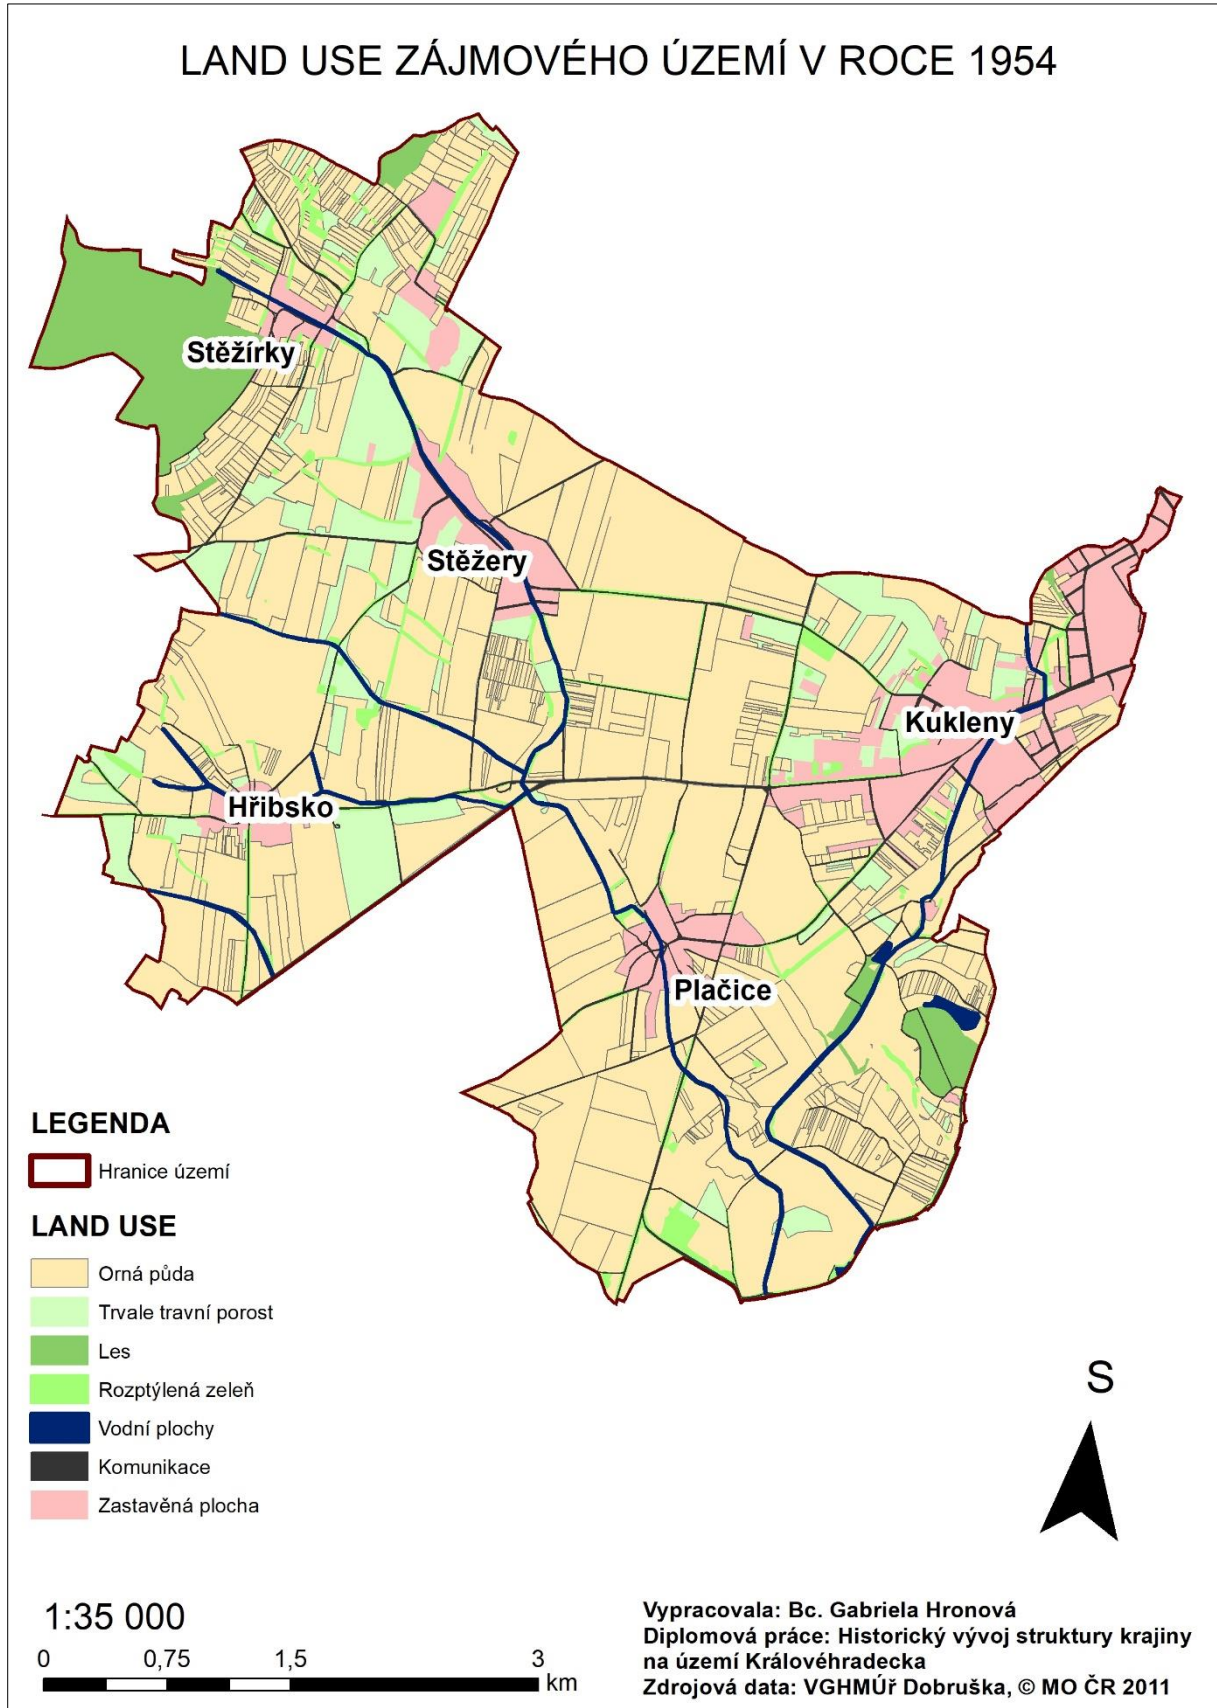 LAND USE ZÁJMOVÉHO ÚZEMÍ V ROCE 1954
Stěžírky
Stěžery
Kukleny
Hřibsko
Plačice
LEGENDA
Hranice území
LAND USE
Orná půda
Trvale travní porost
Les
Rozptýlená zeleň
Vodní plochy
Komunikace
Zastavěná plocha
S
1:35 000
0 0,75 1,5 3
km
Vypracovala: Bc. Gabriela Hronová
Diplomová práce: Historický vývoj struktury krajiny
na území Královéhradecka
Zdrojová data: VGHMÚř Dobruška, © MO ČR 2011